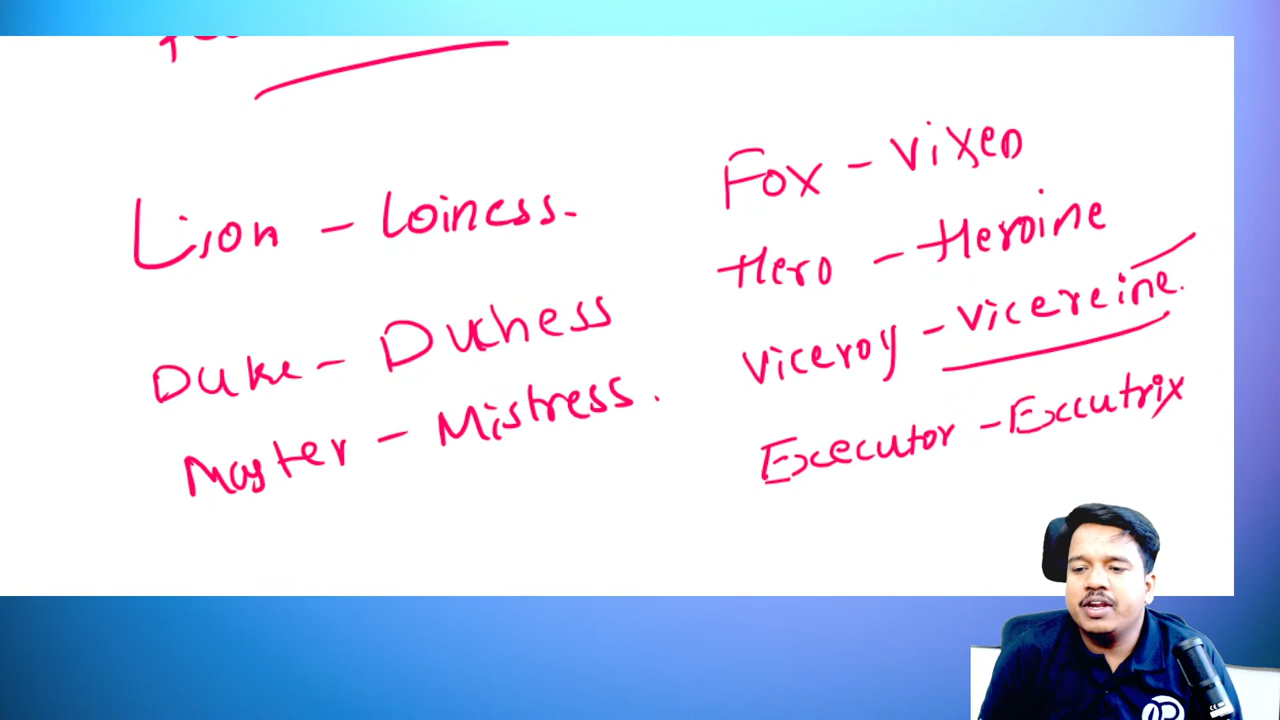 Lion - Loiness.
Duke - Duchess
Master - Mistress.
Fox - Vixen
Hero - Heroine
Viceroy - Vicereine.
Executor - Excutrix